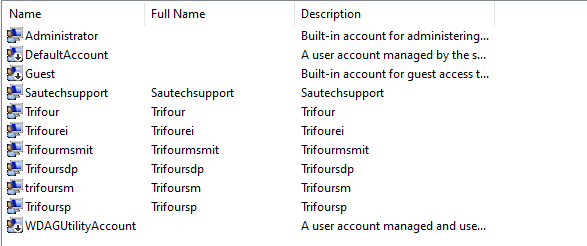 Name Full Name Description
Administrator Built-in account for administering...
DefaultAccount A user account managed by the s...
Guest Built-in account for guest access t...
Sautechsupport Sautechsupport Sautechsupport
Trifour Trifour Trifour
Trifourei Trifourei Trifourei
Trifourmsmit Trifourmsmit Trifourmsmit
Trifoursdp Trifoursdp Trifoursdp
trifoursm Trifoursm Trifoursm
Trifoursp Trifoursp Trifoursp
WDAGUtilityAccount A user account managed and use...